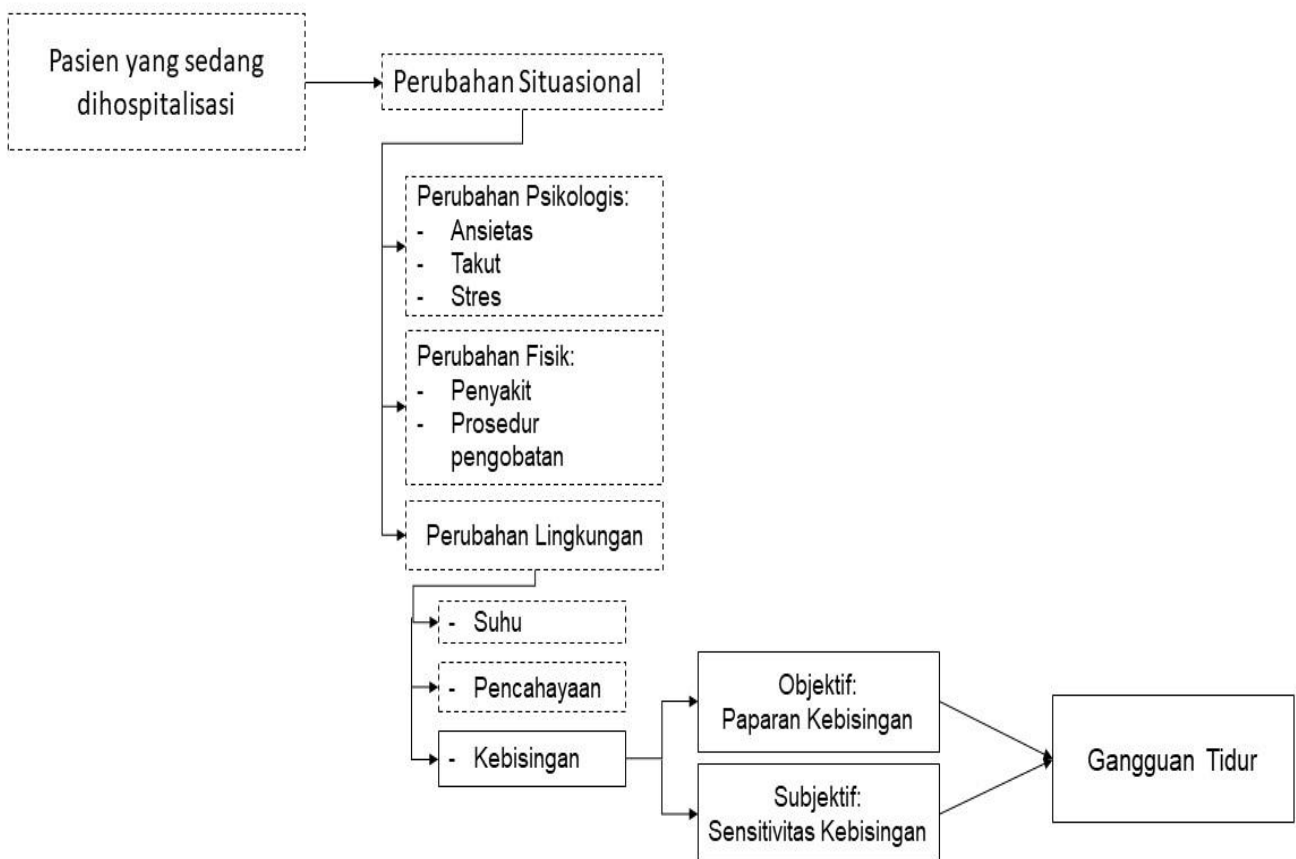 Pasien yang sedang
dihospitalisasi
Perubahan Situasional
Perubahan Psikologis:
- Ansietas
- Takut
- Stres
Perubahan Fisik:
- Penyakit
- Prosedur
pengobatan
Perubahan Lingkungan
- Suhu
- Pencahayaan
- Kebisingan
Objektif:
Paparan Kebisingan
Subjektif:
Sensitivitas Kebisingan
Gangguan Tidur